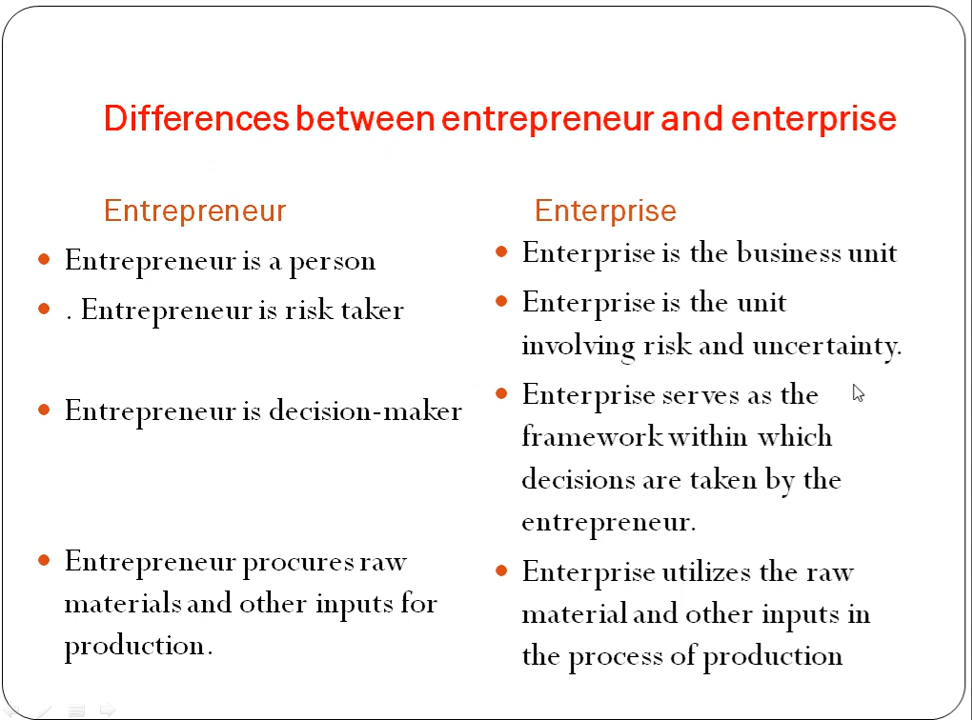 Differences between entrepreneur and enterprise
Entrepreneur
• Entrepreneur is a person
• . Entrepreneur is risk taker
• Entrepreneur is decision-maker
• Entrepreneur procures raw
materials and other inputs for
production.
Enterprise
• Enterprise is the business unit
• Enterprise is the unit
involving risk and uncertainty.
• Enterprise serves as the
framework within which
decisions are taken by the
entrepreneur.
• Enterprise utilizes the raw
material and other inputs in
the process of production